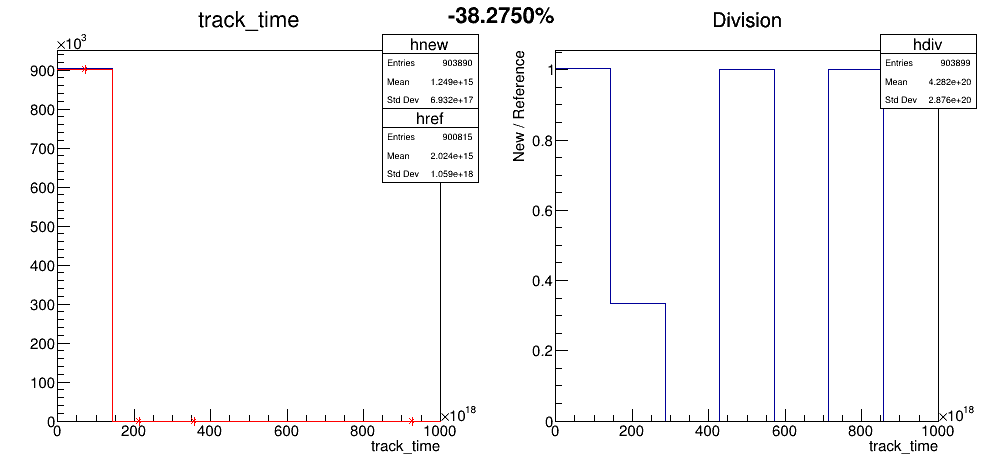 -38.2750%
track_time
×10³
900
800
700
600
500
400
300
200
100
0
0 200 400 600 800 1000
×10¹⁸
track_time
hnew
Entries 903890
Mean 1.249e+15
Std Dev 6.932e+17
href
Entries 900815
Mean 2.024e+15
Std Dev 1.059e+18
Division
New / Reference
1
0.8
0.6
0.4
0.2
0
0 200 400 600 800 1000
×10¹⁸
track_time
hdiv
Entries 903899
Mean 4.282e+20
Std Dev 2.876e+20